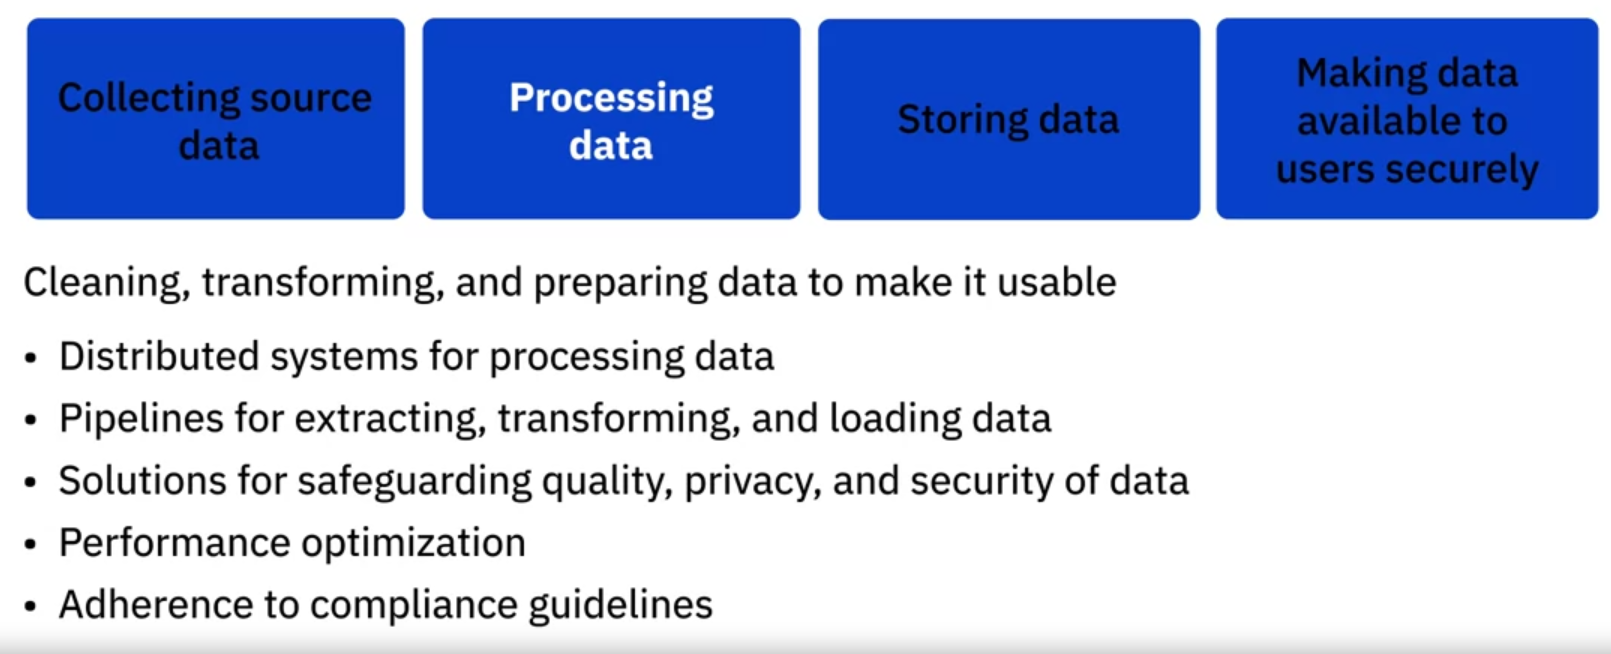 Collecting source
data
Processing
data
Storing data
Making data
available to
users securely
Cleaning, transforming, and preparing data to make it usable
• Distributed systems for processing data
• Pipelines for extracting, transforming, and loading data
• Solutions for safeguarding quality, privacy, and security of data
• Performance optimization
• Adherence to compliance guidelines